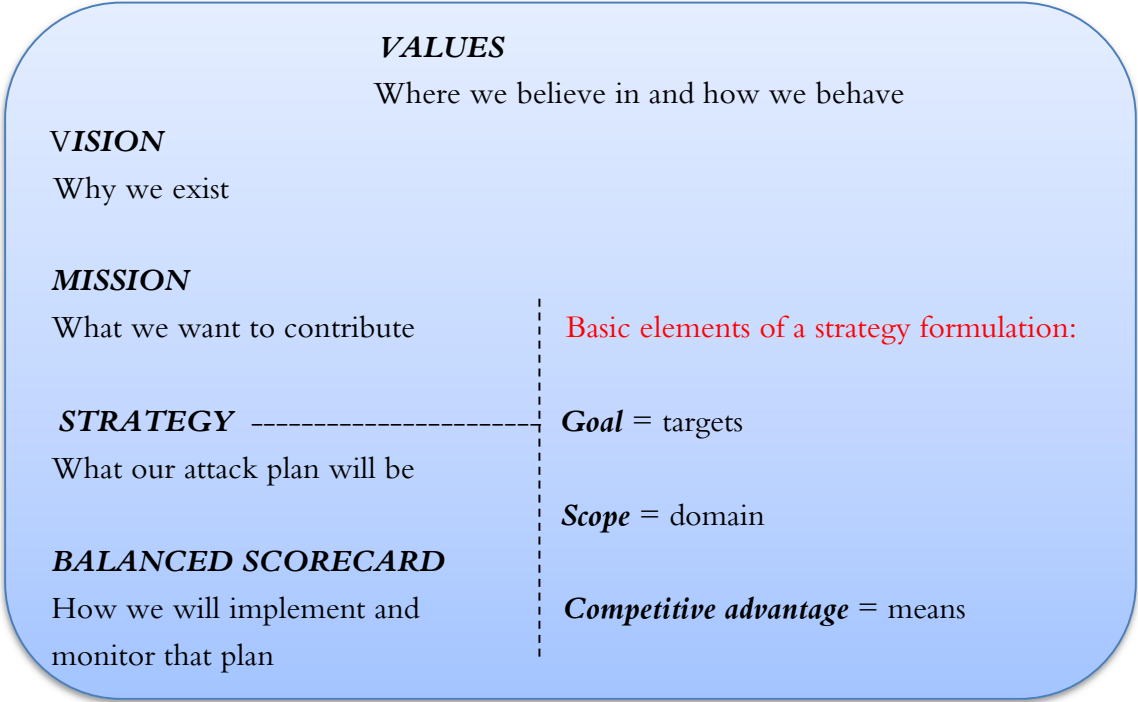 VALUES
Where we believe in and how we behave
VISION
Why we exist
MISSION
What we want to contribute
STRATEGY
What our attack plan will be
BALANCED SCORECARD
How we will implement and
monitor that plan
Basic elements of a strategy formulation:
Goal = targets
Scope = domain
Competitive advantage = means